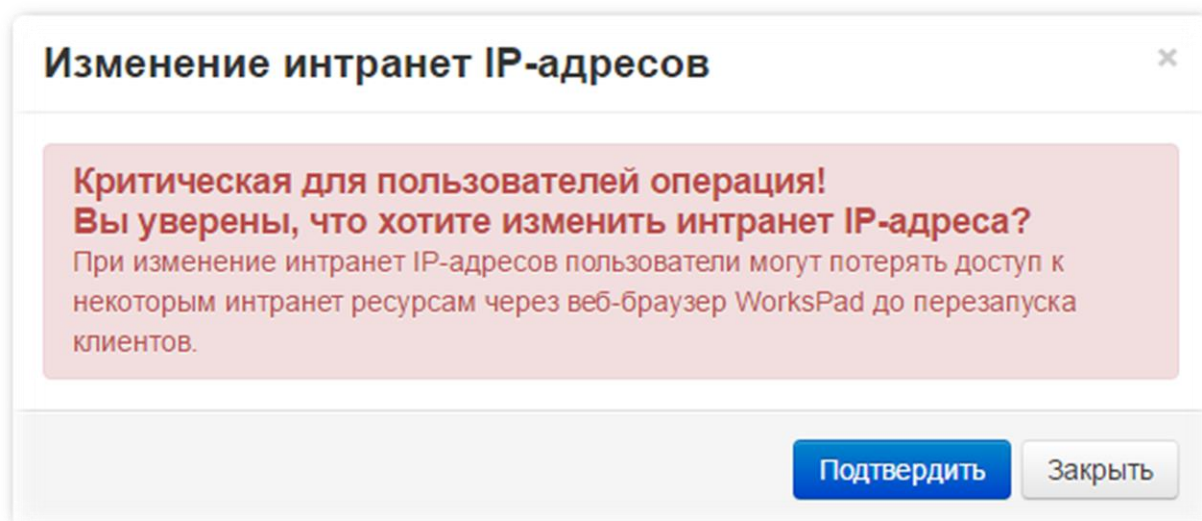 Изменение интранет IP-адресов
×
Критическая для пользователей операция!
Вы уверены, что хотите изменить интранет IP-адреса?
При изменение интранет IP-адресов пользователи могут потерять доступ к
некоторым интранет ресурсам через веб-браузер WorksPad до перезапуска
клиентов.
Подтвердить Закрыть